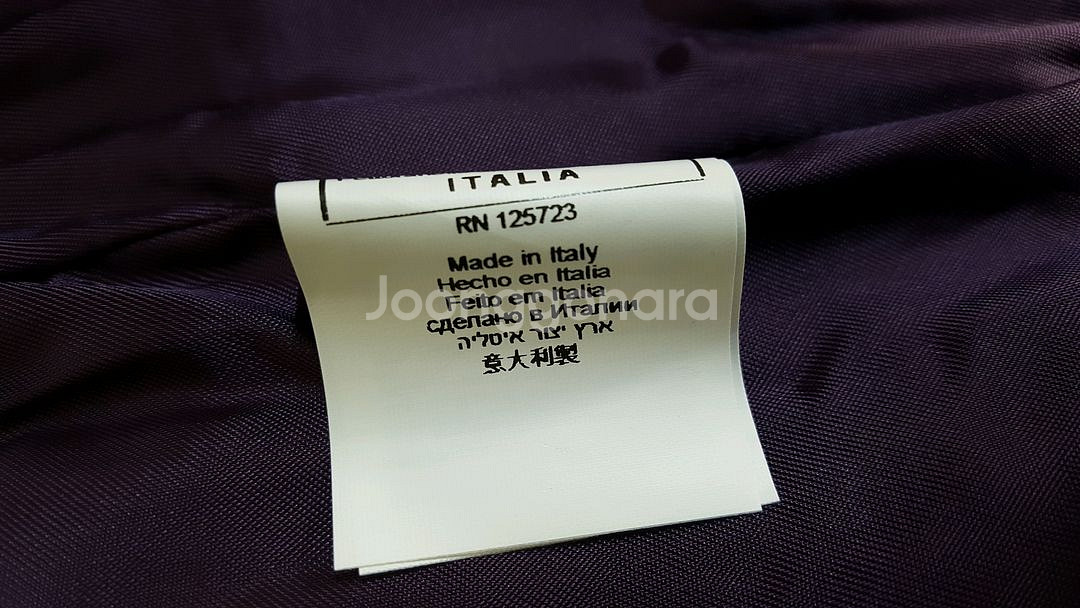 ITALIA
RN 125723
Made in Italy
Hecho en Italia
Feito em Italia
Joongonara
сделано в Италии
ארץ יצור איטליה
意大利製